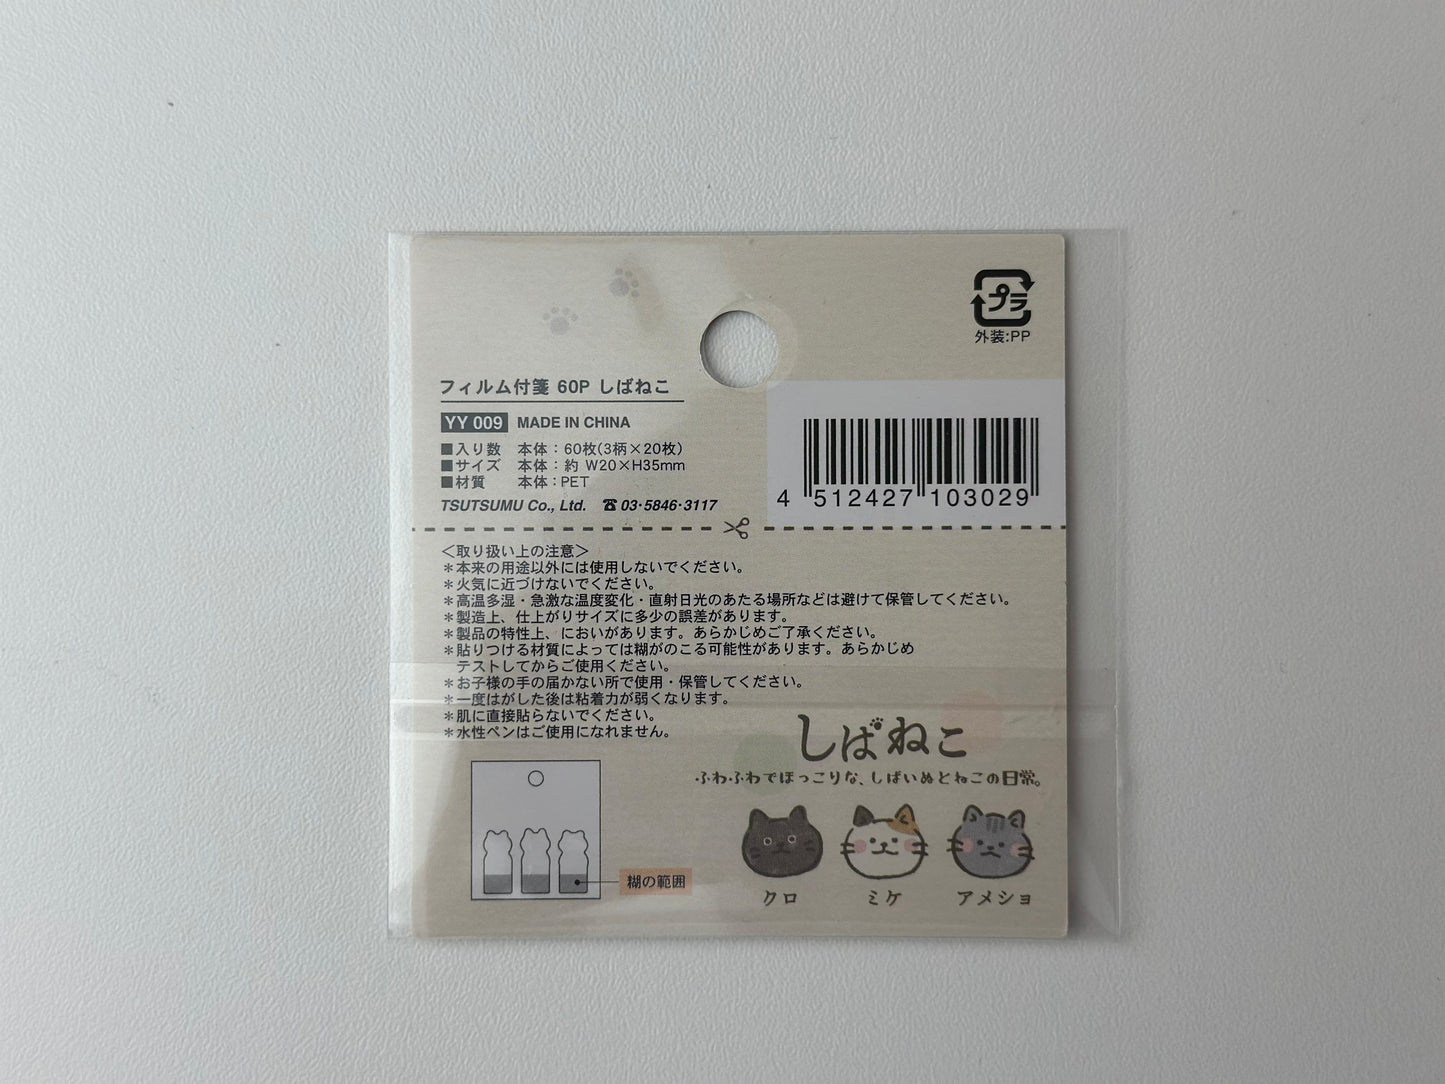 プラ
外装:PP
フィルム付箋 60P しばねこ
YY 009 MADE IN CHINA
■入り数 本体：60枚(3柄×20枚)
■サイズ 本体：約 W20×H35mm
■材質 本体：PET
TSUTSUMU Co., Ltd. ☎ 03･5846･3117
4 512427 103029
＜取り扱い上の注意＞
＊本来の用途以外には使用しないでください。
＊火気に近づけないでください。
＊高温多湿・急激な温度変化・直射日光のあたる場所などは避けて保管してください。
＊製造上、仕上がりサイズに多少の誤差があります。
＊製品の特性上、においがあります。あらかじめご了承ください。
＊貼りつける材質によっては糊がのこる可能性があります。あらかじめ
テストしてからご使用ください。
＊お子様の手の届かない所で使用・保管してください。
＊一度はがした後は粘着力が弱くなります。
＊肌に直接貼らないでください。
＊水性ペンはご使用になれません。
しばねこ
ふわふわでほっこりな、しばいぬとねこの日常。
糊の範囲
クロ ミケ アメショ